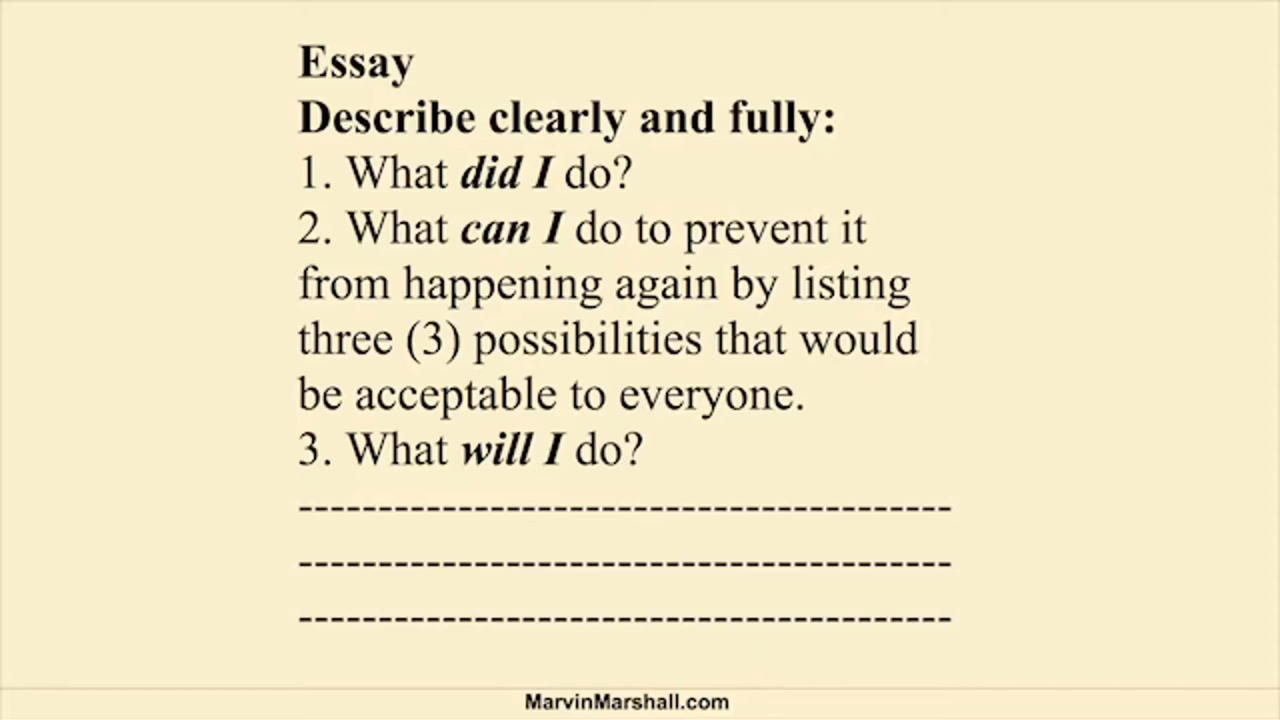 Essay
Describe clearly and fully:
1. What did I do?
2. What can I do to prevent it
from happening again by listing
three (3) possibilities that would
be acceptable to everyone.
3. What will I do?
-----------------------------------------
-----------------------------------------
-----------------------------------------
MarvinMarshall.com